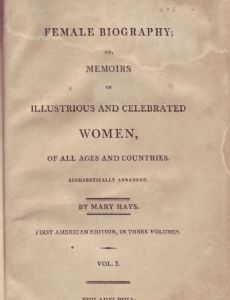 FEMALE BIOGRAPHY;
OR,
MEMOIRS
OF
ILLUSTRIOUS AND CELEBRATED
WOMEN,
OF ALL AGES AND COUNTRIES.
ALPHABETICALLY ARRANGED.
BY MARY HAYS.
FIRST AMERICAN EDITION, IN THREE VOLUMES.
VOL. I.
PHILADELPHIA: